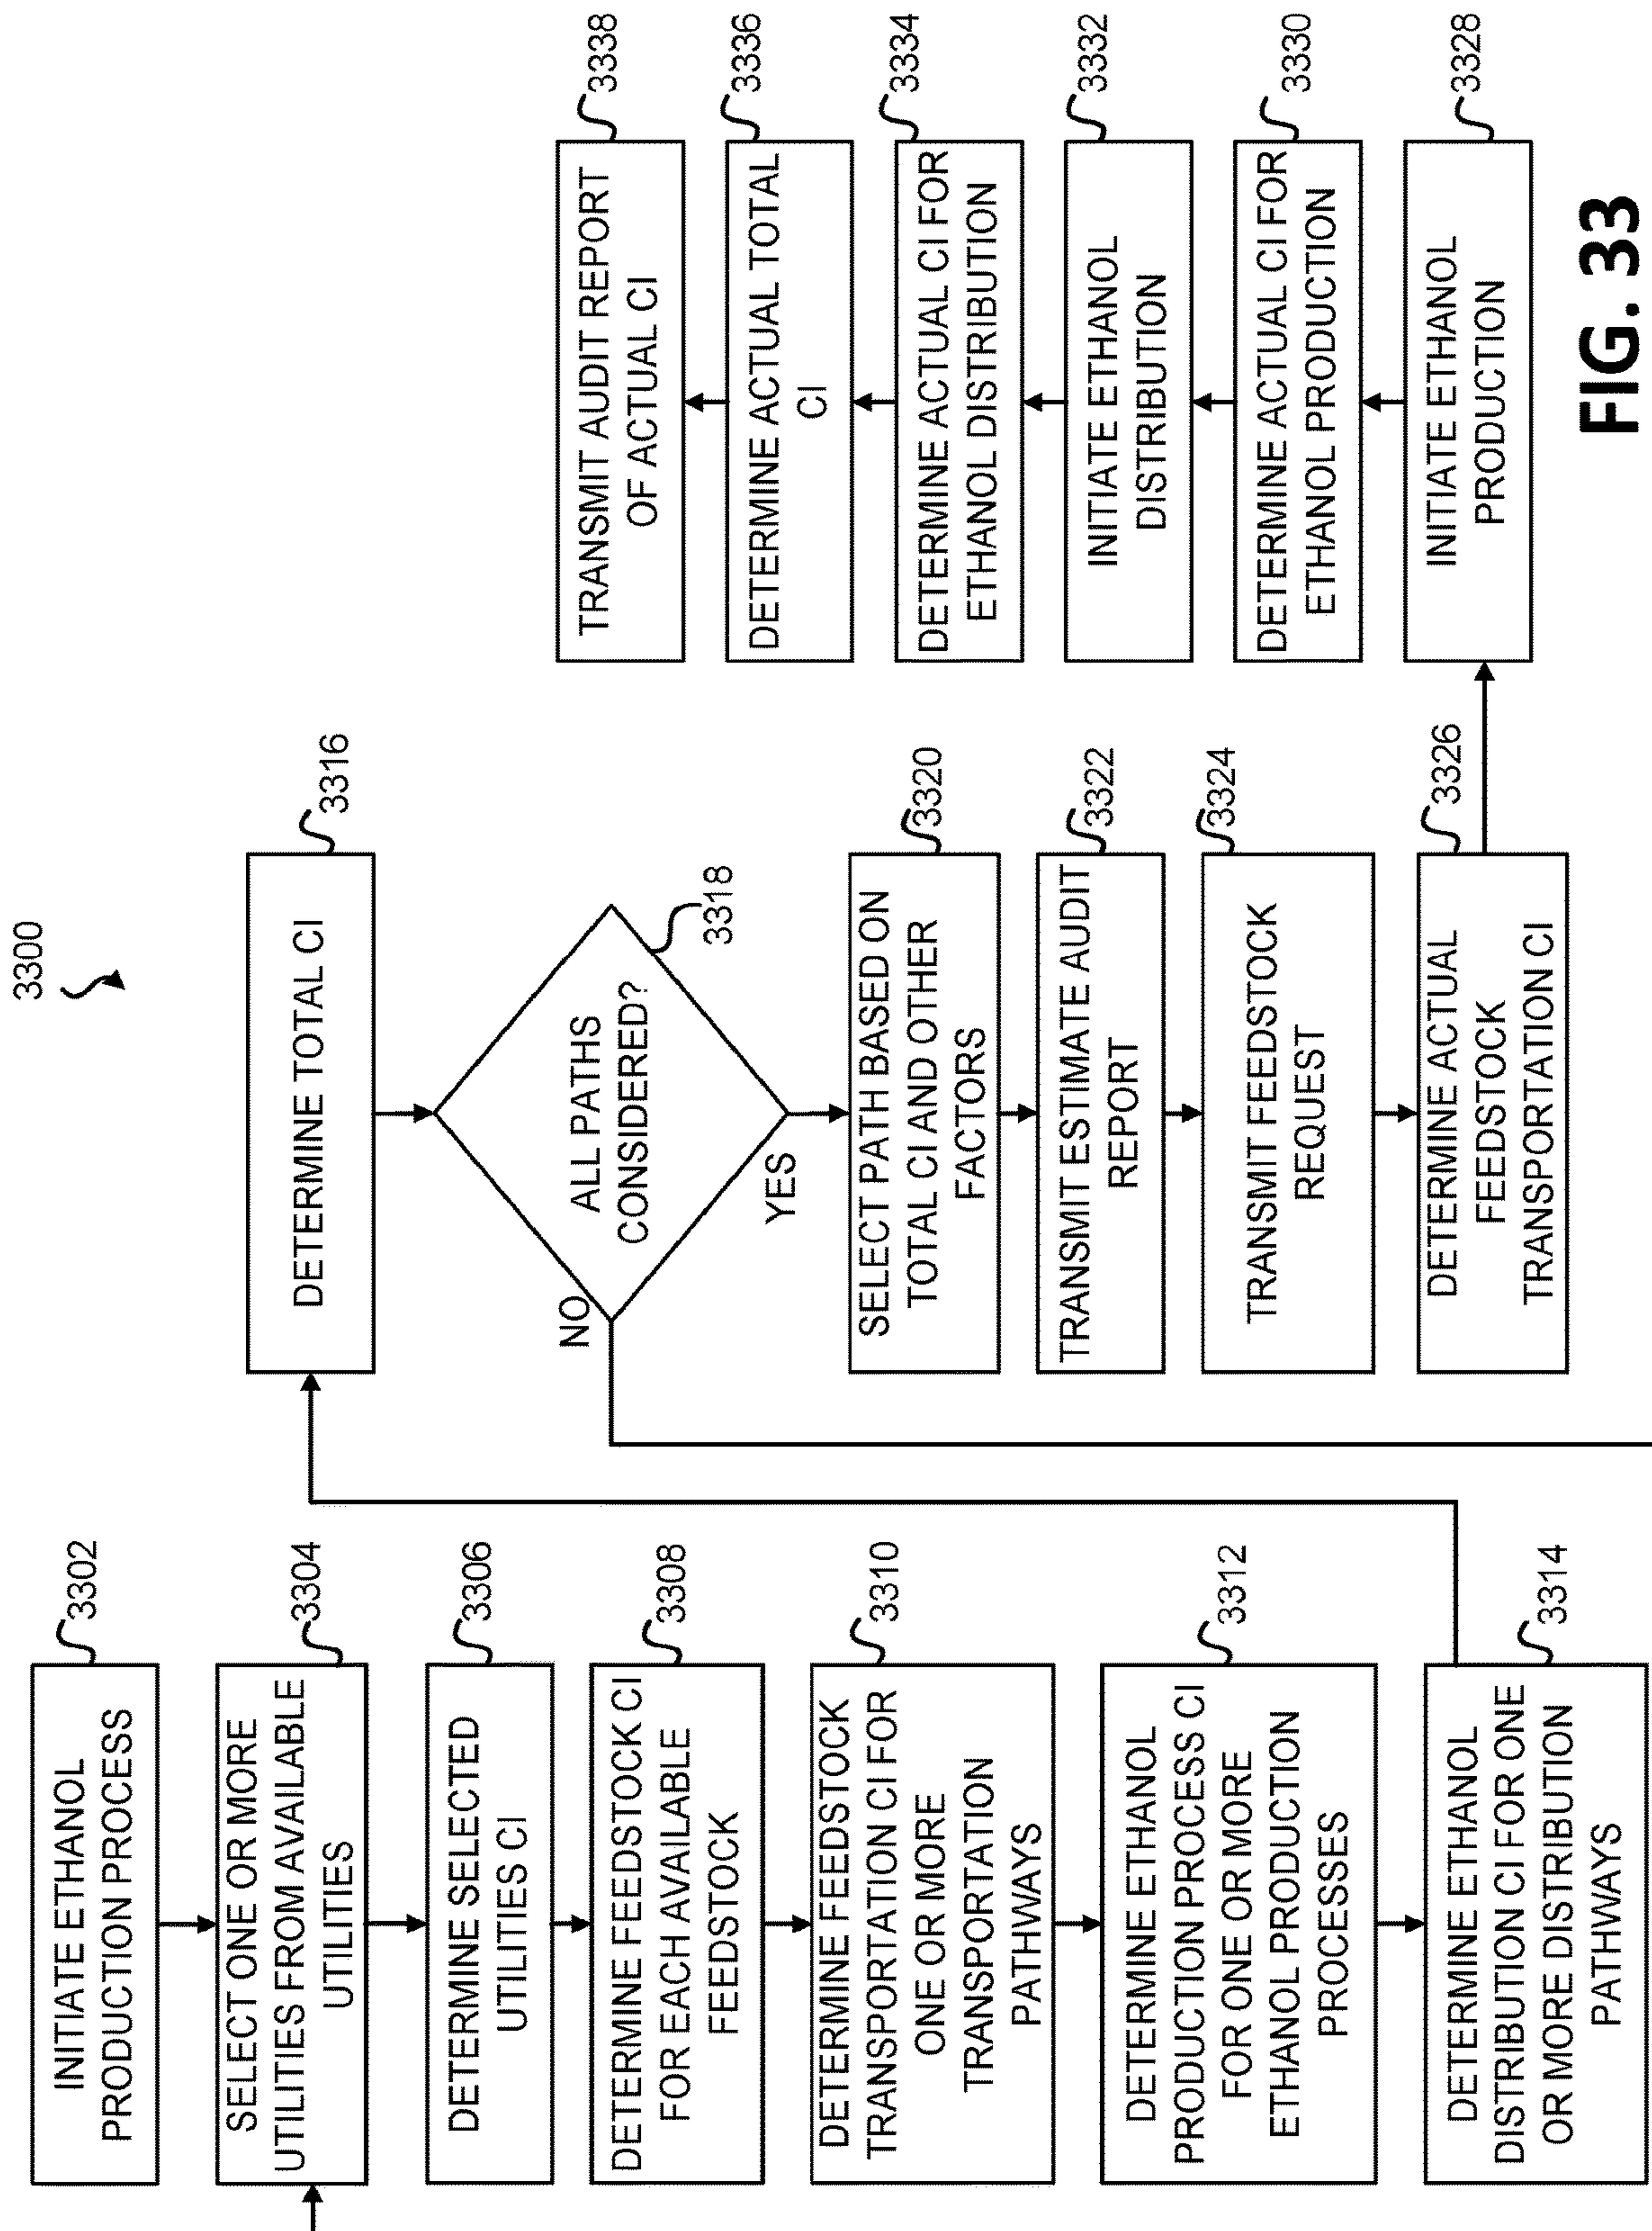 3300
INITIATE ETHANOL
PRODUCTION PROCESS
3302
SELECT ONE OR MORE
UTILITIES FROM AVAILABLE
UTILITIES
3304
DETERMINE SELECTED
UTILITIES CI
3306
DETERMINE FEEDSTOCK CI
FOR EACH AVAILABLE
FEEDSTOCK
3308
DETERMINE FEEDSTOCK
TRANSPORTATION CI FOR
ONE OR MORE
TRANSPORTATION
PATHWAYS
3310
DETERMINE ETHANOL
PRODUCTION PROCESS CI
FOR ONE OR MORE
ETHANOL PRODUCTION
PROCESSES
3312
DETERMINE ETHANOL
DISTRIBUTION CI FOR ONE
OR MORE DISTRIBUTION
PATHWAYS
3314
DETERMINE TOTAL CI
3316
ALL PATHS
CONSIDERED?
3318
NO
YES
SELECT PATH BASED ON
TOTAL CI AND OTHER
FACTORS
3320
TRANSMIT ESTIMATE AUDIT
REPORT
3322
TRANSMIT FEEDSTOCK
REQUEST
3324
DETERMINE ACTUAL
FEEDSTOCK
TRANSPORTATION CI
3326
TRANSMIT AUDIT REPORT
OF ACTUAL CI
3338
DETERMINE ACTUAL TOTAL
CI
3336
DETERMINE ACTUAL CI FOR
ETHANOL DISTRIBUTION
3334
INITIATE ETHANOL
DISTRIBUTION
3332
DETERMINE ACTUAL CI FOR
ETHANOL PRODUCTION
3330
INITIATE ETHANOL
PRODUCTION
3328
FIG. 33